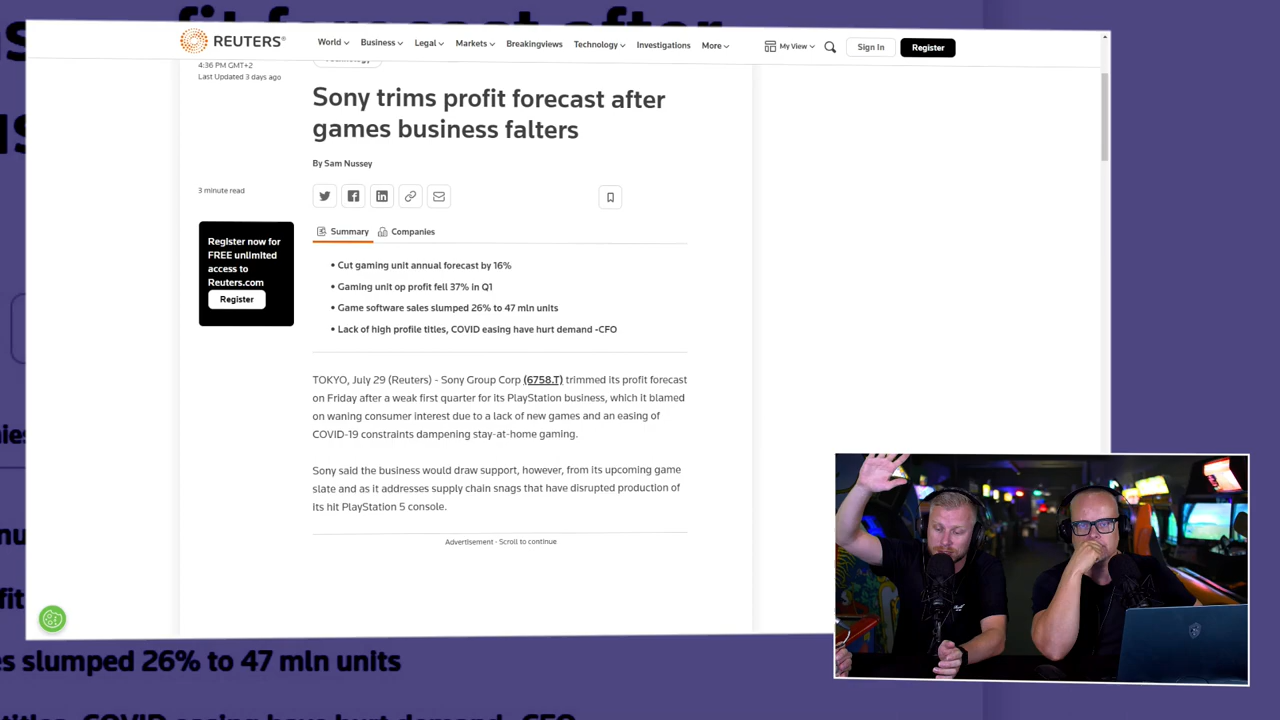 REUTERS®
World Business Legal Markets Breakingviews Technology Investigations More My View Sign In Register
4:36 PM GMT+2
Last Updated 3 days ago
Technology
Sony trims profit forecast after
games business falters
By Sam Nussey
3 minute read
Register now for
FREE unlimited
access to
Reuters.com
Register
Summary Companies
• Cut gaming unit annual forecast by 16%
• Gaming unit op profit fell 37% in Q1
• Game software sales slumped 26% to 47 mln units
• Lack of high profile titles, COVID easing have hurt demand -CFO
TOKYO, July 29 (Reuters) - Sony Group Corp (6758.T) trimmed its profit forecast
on Friday after a weak first quarter for its PlayStation business, which it blamed
on waning consumer interest due to a lack of new games and an easing of
COVID-19 constraints dampening stay-at-home gaming.
Sony said the business would draw support, however, from its upcoming game
slate and as it addresses supply chain snags that have disrupted production of
its hit PlayStation 5 console.
Advertisement - Scroll to continue
s slumped 26% to 47 mln units